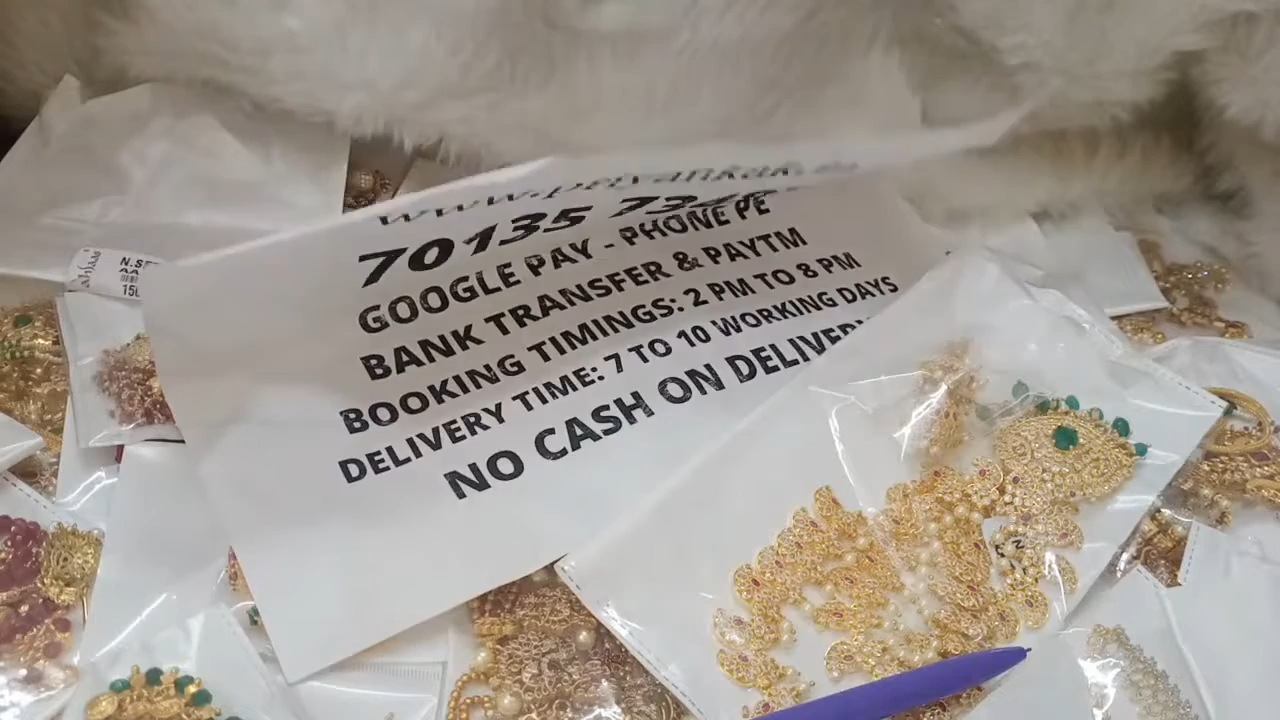 70135
GOOGLE PAY - PHONE PE
BANK TRANSFER & PAYTM
BOOKING TIMINGS: 2 PM TO 8 PM
DELIVERY TIME: 7 TO 10 WORKING DAYS
NO CASH ON DELIVERY